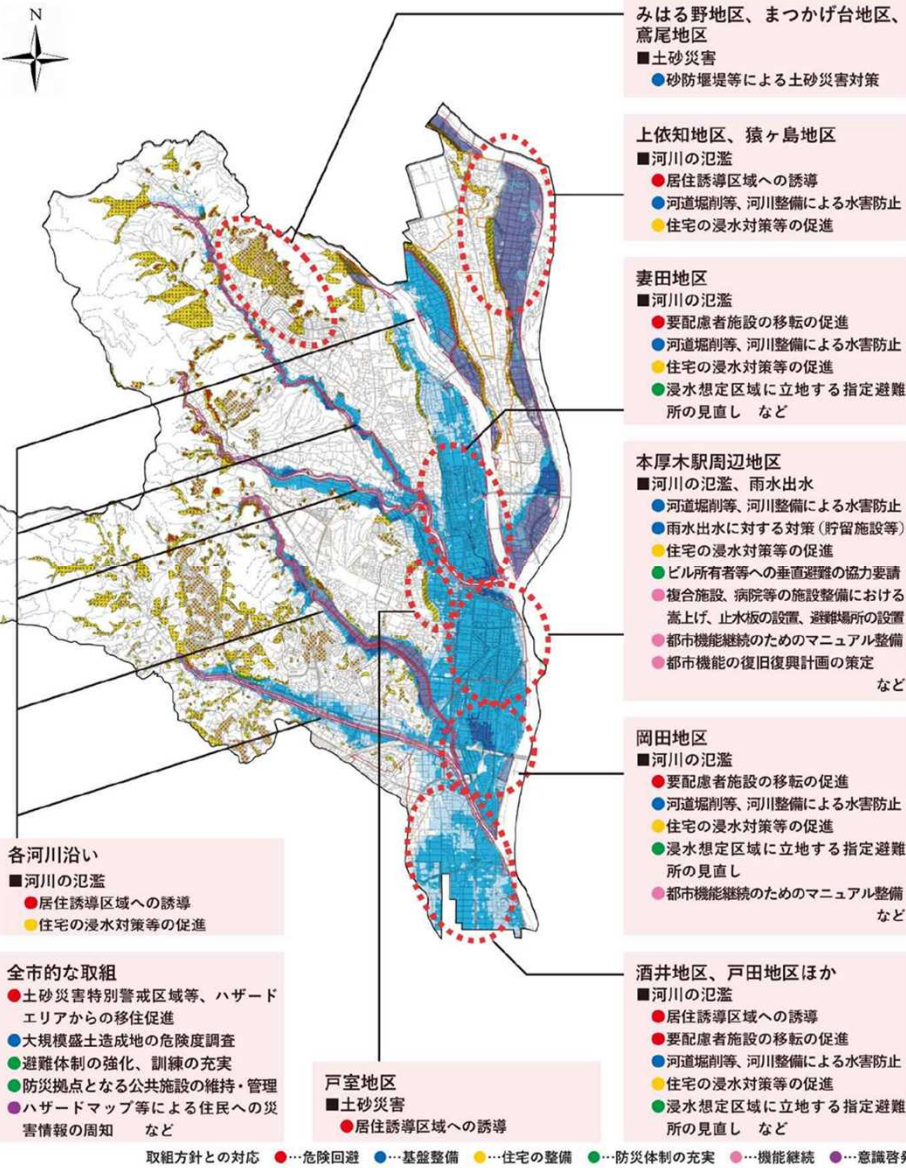 N
みはる野地区、まつかげ台地区、
鳶尾地区
■土砂災害
●砂防堰堤等による土砂災害対策
上依知地区、猿ヶ島地区
■河川の氾濫
●居住誘導区域への誘導
●河道掘削等、河川整備による水害防止
●住宅の浸水対策等の促進
妻田地区
■河川の氾濫
●要配慮者施設の移転の促進
●河道掘削等、河川整備による水害防止
●住宅の浸水対策等の促進
●浸水想定区域に立地する指定避難
所の見直し　など
本厚木駅周辺地区
■河川の氾濫、雨水出水
●河道掘削等、河川整備による水害防止
●雨水出水に対する対策（貯留施設等）
●住宅の浸水対策等の促進
●ビル所有者等への垂直避難の協力要請
●複合施設、病院等の施設整備における
嵩上げ、止水板の設置、避難場所の設置
●都市機能継続のためのマニュアル整備
●都市機能の復旧復興計画の策定
など
岡田地区
■河川の氾濫
●要配慮者施設の移転の促進
●河道掘削等、河川整備による水害防止
●住宅の浸水対策等の促進
●浸水想定区域に立地する指定避難
所の見直し
●都市機能継続のためのマニュアル整備
など
酒井地区、戸田地区ほか
■河川の氾濫
●居住誘導区域への誘導
●要配慮者施設の移転の促進
●河道掘削等、河川整備による水害防止
●住宅の浸水対策等の促進
●浸水想定区域に立地する指定避難
所の見直し　など
各河川沿い
■河川の氾濫
●居住誘導区域への誘導
●住宅の浸水対策等の促進
全市的な取組
●土砂災害特別警戒区域等、ハザード
エリアからの移住促進
●大規模盛土造成地の危険度調査
●避難体制の強化、訓練の充実
●防災拠点となる公共施設の維持・管理
●ハザードマップ等による住民への災
害情報の周知　　など
戸室地区
■土砂災害
●居住誘導区域への誘導
取組方針との対応　●…危険回避　●…基盤整備　●…住宅の整備　●…防災体制の充実　●…機能継続　●…意識啓発